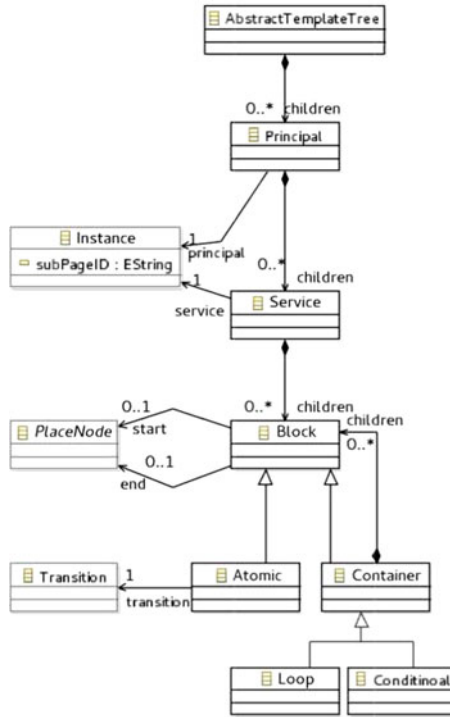 AbstractTemplateTree
0..* children
Principal
Instance
1
subPageID : EString
principal
1
0..*
children
service
Service
0..1
0..* children
children
PlaceNode
start
Block
0..*
0..1
end
Transition
1
Atomic
Container
transition
Loop
Conditinoal